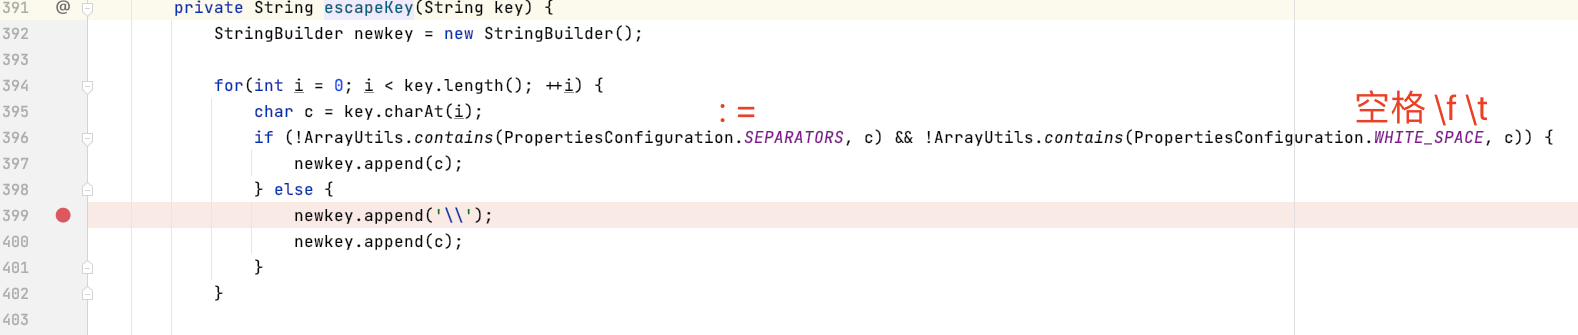 391 @ private String escapeKey(String key) {
392 StringBuilder newkey = new StringBuilder();
393
394 for(int i = 0; i < key.length(); ++i) {
395 char c = key.charAt(i);
: = 空格 \f \t
396 if (!ArrayUtils.contains(PropertiesConfiguration.SEPARATORS, c) && !ArrayUtils.contains(PropertiesConfiguration.WHITE_SPACE, c)) {
397 newkey.append(c);
398 } else {
399 newkey.append('\\');
400 newkey.append(c);
401 }
402 }
403